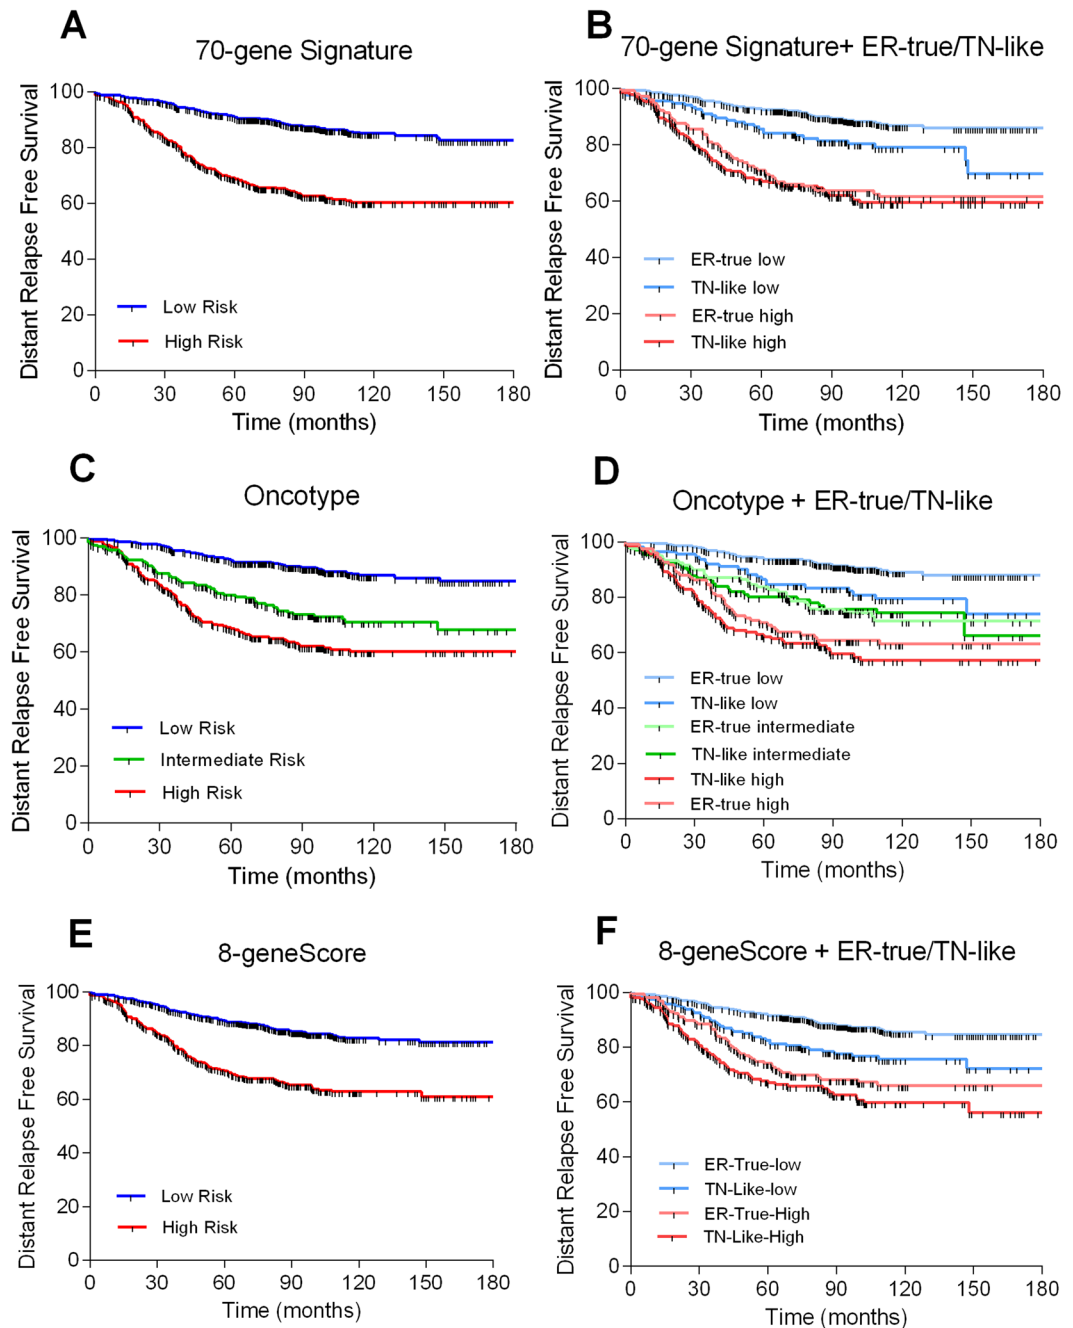 A
70-gene Signature
Distant Relapse Free Survival
100
80
60
40
20
0
Low Risk
High Risk
0 30 60 90 120 150 180
Time (months)
B
70-gene Signature+ ER-true/TN-like
Distant Relapse Free Survival
100
80
60
40
20
0
ER-true low
TN-like low
ER-true high
TN-like high
0 30 60 90 120 150 180
Time (months)
C
Oncotype
Distant Relapse Free Survival
100
80
60
40
20
0
Low Risk
Intermediate Risk
High Risk
0 30 60 90 120 150 180
Time (months)
D
Oncotype + ER-true/TN-like
Distant Relapse Free Survival
100
80
60
40
20
0
ER-true low
TN-like low
ER-true intermediate
TN-like intermediate
TN-like high
ER-true high
0 30 60 90 120 150 180
Time (months)
E
8-geneScore
Distant Relapse Free Survival
100
80
60
40
20
0
Low Risk
High Risk
0 30 60 90 120 150 180
Time (months)
F
8-geneScore + ER-true/TN-like
Distant Relapse Free Survival
100
80
60
40
20
0
ER-True-low
TN-Like-low
ER-True-High
TN-Like-High
0 30 60 90 120 150 180
Time (months)